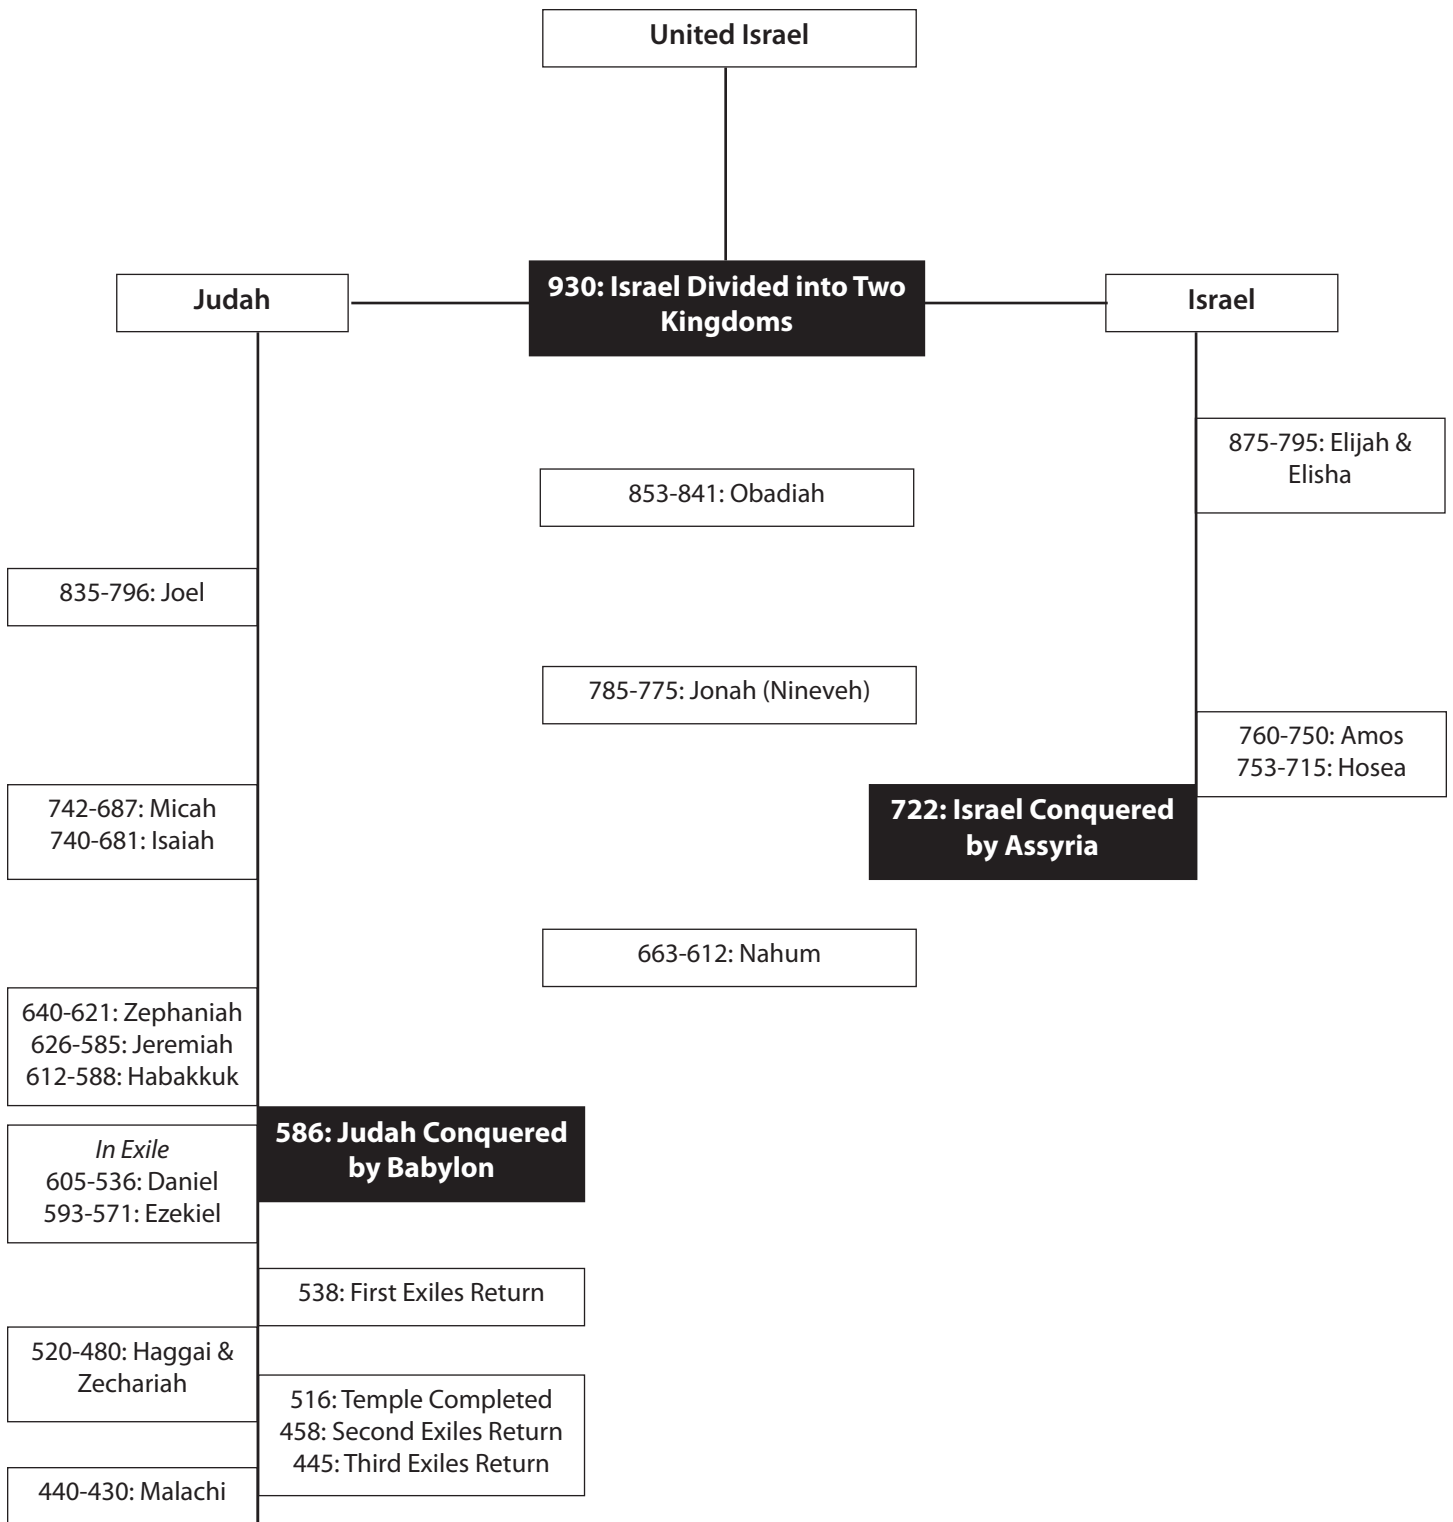 United Israel
930: Israel Divided into Two
Kingdoms
Judah
Israel
875-795: Elijah &
Elisha
853-841: Obadiah
835-796: Joel
785-775: Jonah (Nineveh)
760-750: Amos
753-715: Hosea
742-687: Micah
740-681: Isaiah
722: Israel Conquered
by Assyria
663-612: Nahum
640-621: Zephaniah
626-585: Jeremiah
612-588: Habakkuk
586: Judah Conquered
by Babylon
In Exile
605-536: Daniel
593-571: Ezekiel
538: First Exiles Return
520-480: Haggai &
Zechariah
516: Temple Completed
458: Second Exiles Return
445: Third Exiles Return
440-430: Malachi